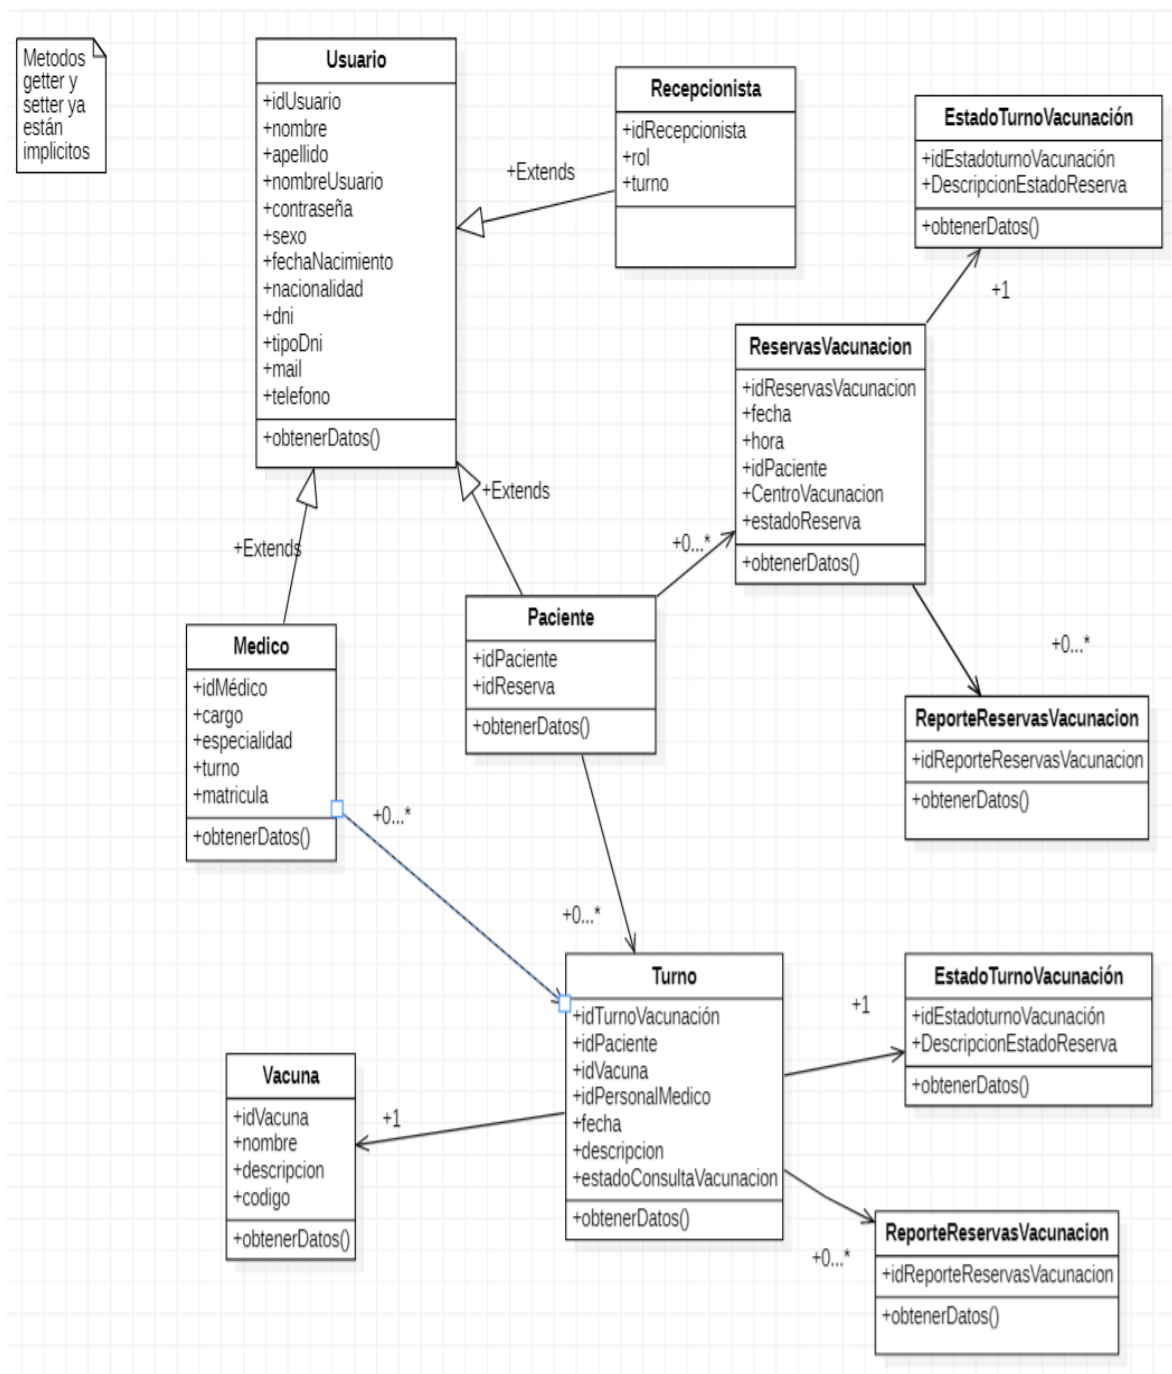 Metodos
getter y
setter ya
están
implicitos
Usuario
+idUsuario
+nombre
+apellido
+nombreUsuario
+contraseña
+sexo
+fechaNacimiento
+nacionalidad
+dni
+tipoDni
+mail
+telefono
+obtenerDatos()
+Extends
Recepcionista
+idRecepcionista
+rol
+turno
EstadoTurnoVacunación
+idEstadoturnoVacunación
+DescripcionEstadoReserva
+obtenerDatos()
+1
ReservasVacunacion
+idReservasVacunacion
+fecha
+hora
+idPaciente
+CentroVacunacion
+estadoReserva
+obtenerDatos()
+Extends
+Extends
+0...*
Medico
+idMédico
+cargo
+especialidad
+turno
+matricula
+obtenerDatos()
Paciente
+idPaciente
+idReserva
+obtenerDatos()
+0...*
ReporteReservasVacunacion
+idReporteReservasVacunacion
+obtenerDatos()
+0...*
+0...*
Turno
+idTurnoVacunación
+idPaciente
+idVacuna
+idPersonalMedico
+fecha
+descripcion
+estadoConsultaVacunacion
+obtenerDatos()
+1
EstadoTurnoVacunación
+idEstadoturnoVacunación
+DescripcionEstadoReserva
+obtenerDatos()
Vacuna
+idVacuna
+nombre
+descripcion
+codigo
+obtenerDatos()
+1
+0...*
ReporteReservasVacunacion
+idReporteReservasVacunacion
+obtenerDatos()